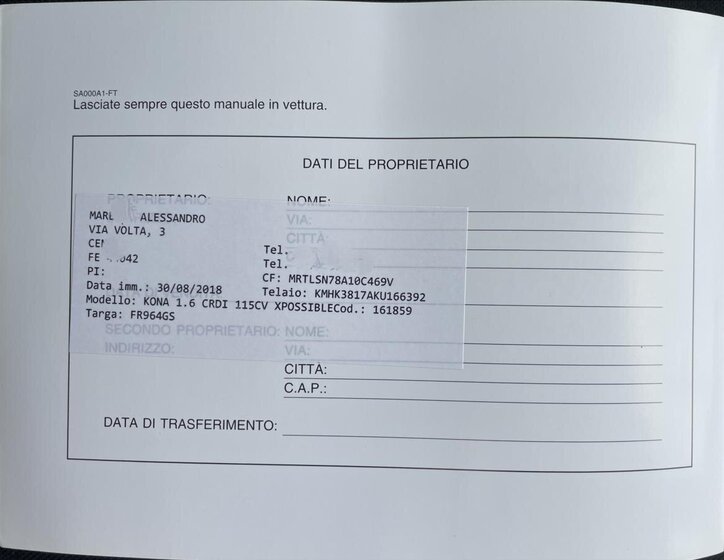 SA000A1-FT
Lasciate sempre questo manuale in vettura.
DATI DEL PROPRIETARIO
PROPRIETARIO: NOME:
VIA:
CITTÀ
ALESSANDRO
VIA VOLTA, 3
Tel.
FE 042 Tel.
PI: CF: MRTLSN78A10C469V
Data imm.: 30/08/2018 Telaio: KMHK3817AKU166392
Modello: KONA 1.6 CRDI 115CV XPOSSIBLECod.: 161859
Targa: FR964GS
SECONDO PROPRIETARIO: NOME:
INDIRIZZO: VIA:
CITTÀ:
C.A.P.:
DATA DI TRASFERIMENTO: